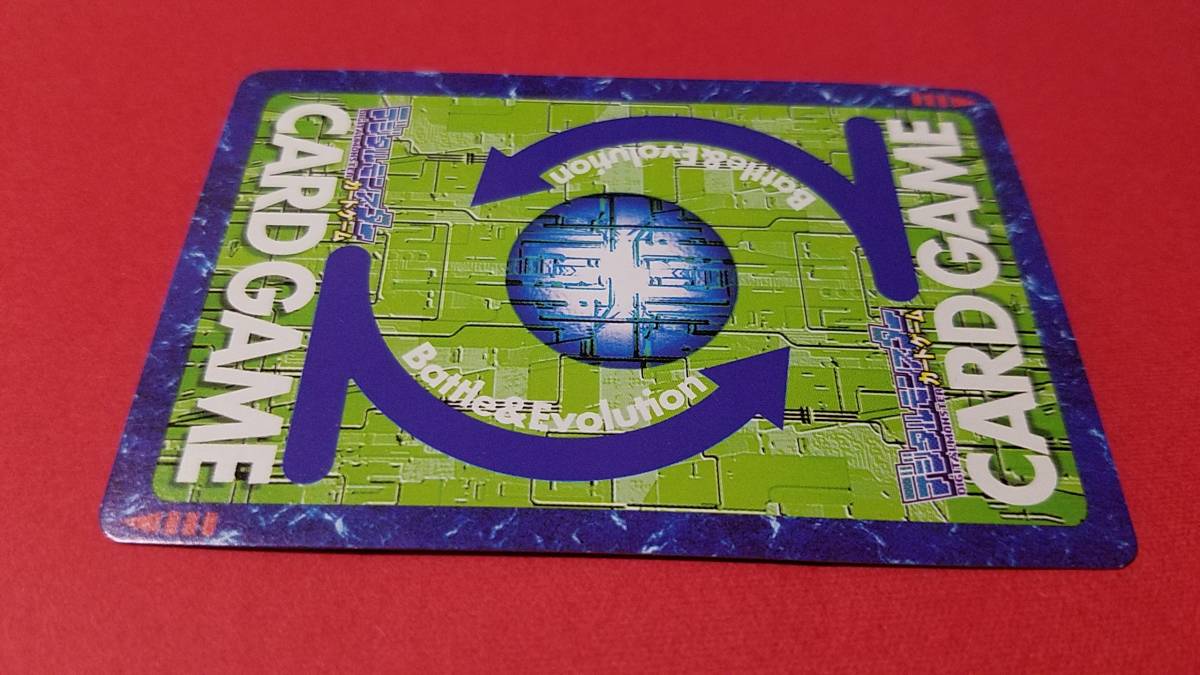 デジタルモンスター
DIGITALMONSTER
カードゲーム
CARD GAME
Battle&Evolution
Battle&Evolution
デジタルモンスター
DIGITALMONSTER
カードゲーム
CARD GAME